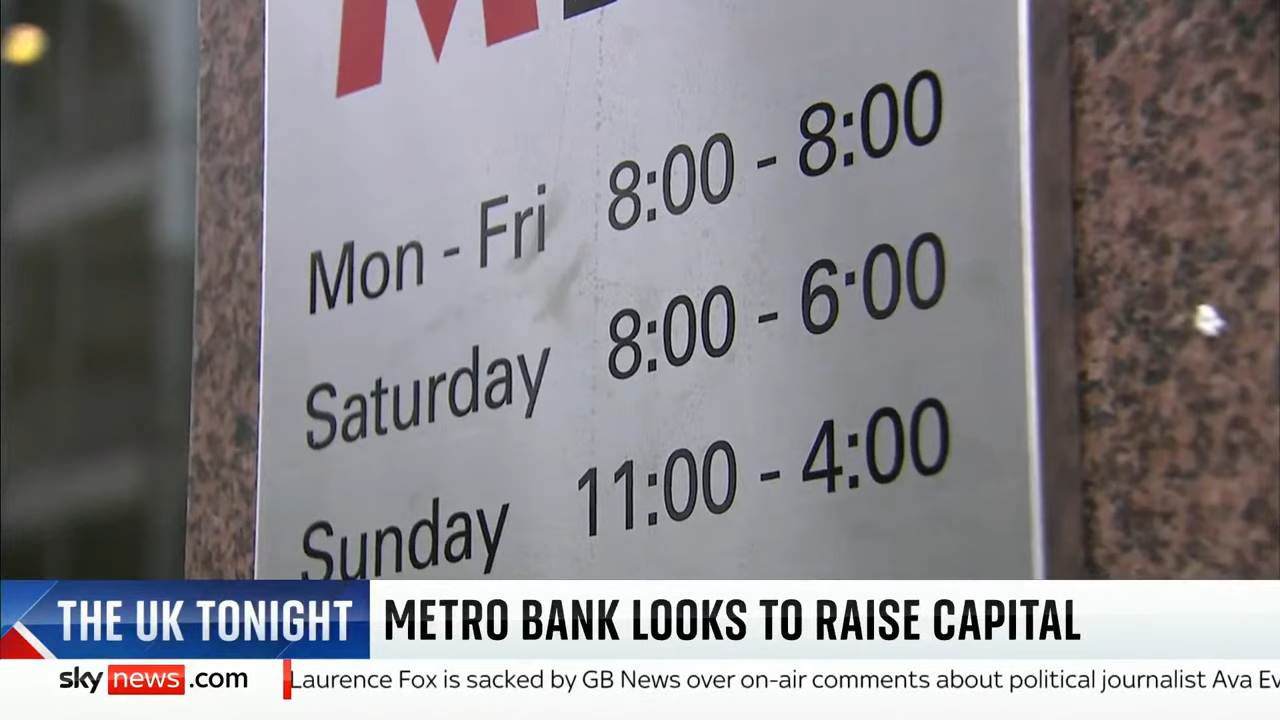 M
Mon - Fri 8:00 - 8:00
Saturday 8:00 - 6:00
Sunday 11:00 - 4:00
THE UK TONIGHT METRO BANK LOOKS TO RAISE CAPITAL
sky news .com Laurence Fox is sacked by GB News over on-air comments about political journalist Ava